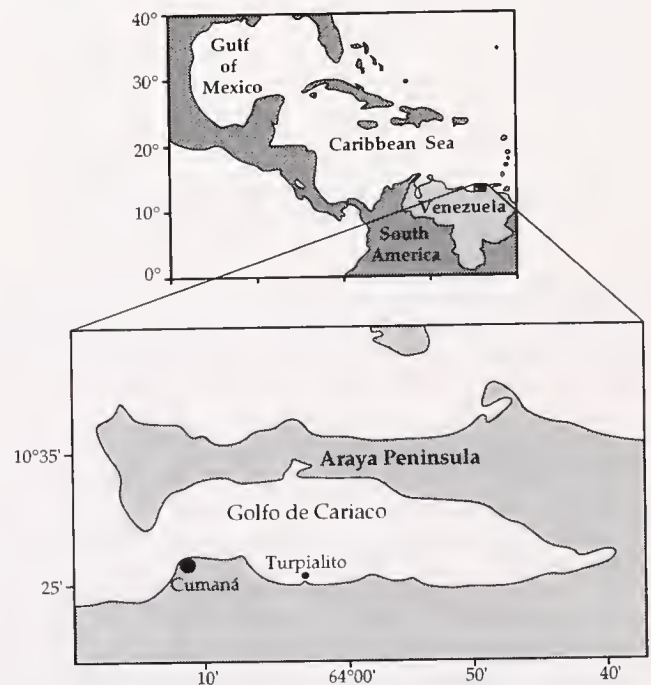 40°
Gulf
of
Mexico
30°
20°
Caribbean Sea
Venezuela
10°
South
America
0°
10°35'
Araya Peninsula
Golfo de Cariaco
Turpialito
Cumaná
25'
10'
64°00'
50'
40'